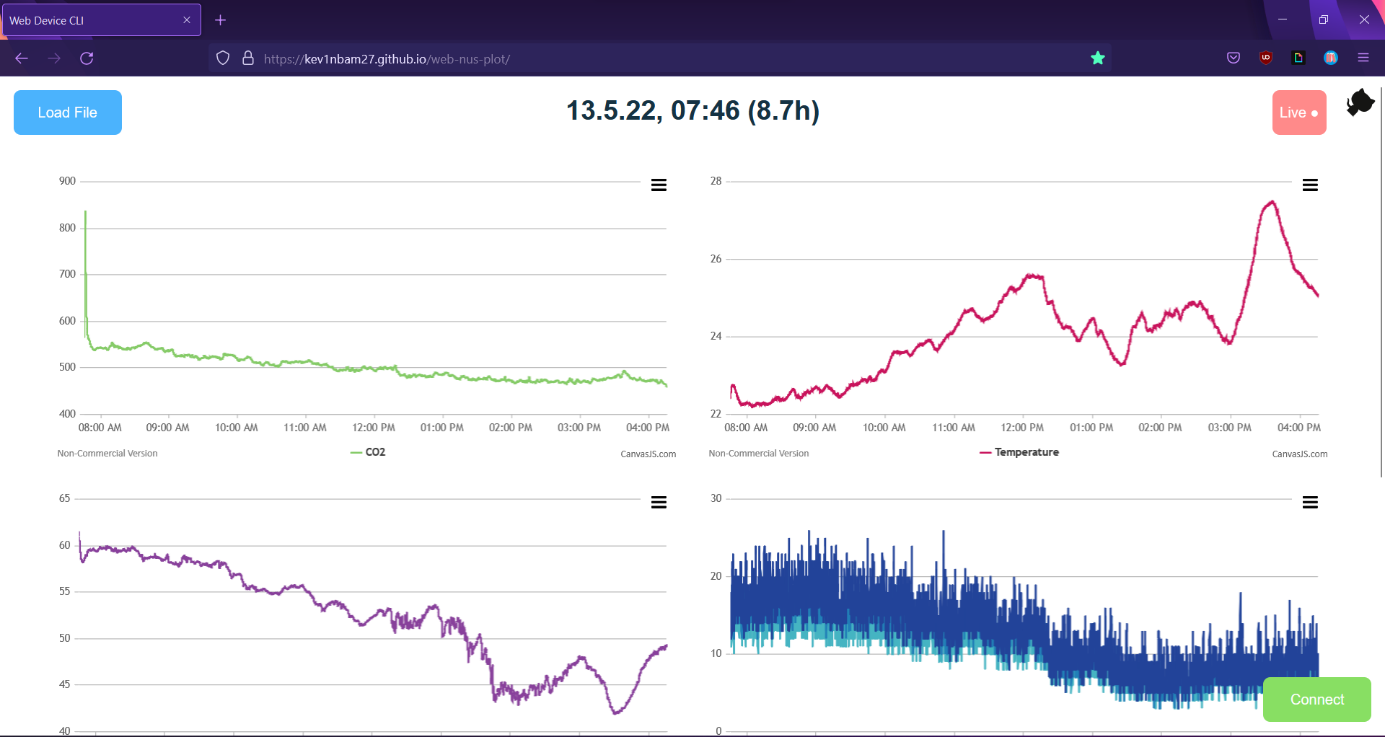 Web Device CLI
https://kev1nbam27.github.io/web-nus-plot/
Load File
13.5.22, 07:46 (8.7h)
Live ●
900
800
700
600
500
400
08:00 AM 09:00 AM 10:00 AM 11:00 AM 12:00 PM 01:00 PM 02:00 PM 03:00 PM 04:00 PM
Non-Commercial Version
CO2
CanvasJS.com
28
26
24
22
08:00 AM 09:00 AM 10:00 AM 11:00 AM 12:00 PM 01:00 PM 02:00 PM 03:00 PM 04:00 PM
Non-Commercial Version
Temperature
CanvasJS.com
65
60
55
50
45
40
30
20
10
0
Connect